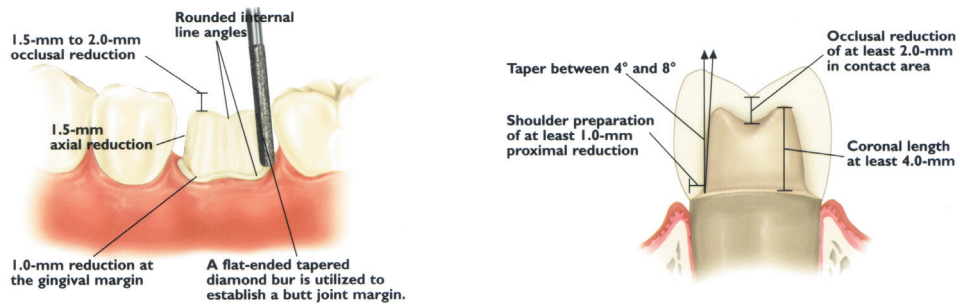 Rounded internal
line angles
1.5-mm to 2.0-mm
occlusal reduction
1.5-mm
axial reduction
1.0-mm reduction at
the gingival margin
A flat-ended tapered
diamond bur is utilized to
establish a butt joint margin.
Occlusal reduction
of at least 2.0-mm
in contact area
Taper between 4° and 8°
Shoulder preparation
of at least 1.0-mm
proximal reduction
Coronal length
at least 4.0-mm